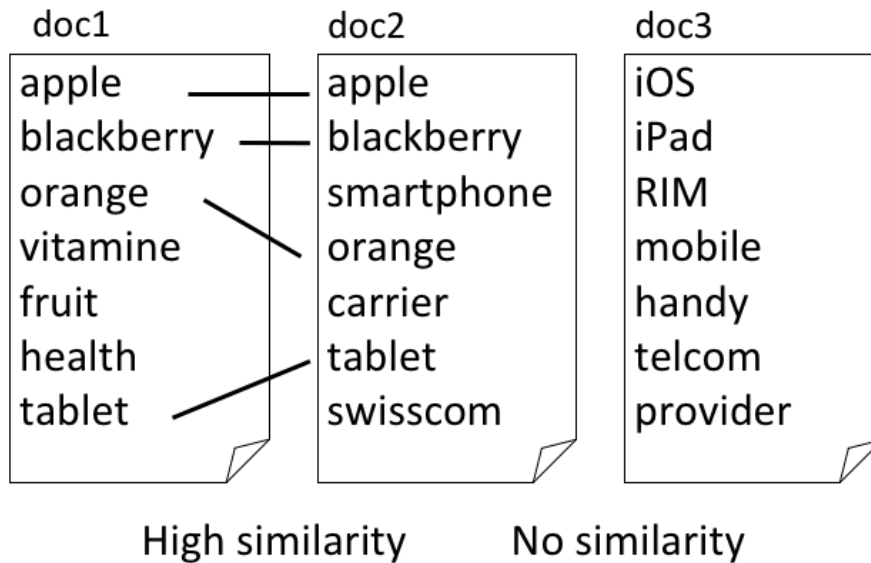 doc1
apple
blackberry
orange
vitamine
fruit
health
tablet
doc2
apple
blackberry
smartphone
orange
carrier
tablet
swisscom
doc3
iOS
iPad
RIM
mobile
handy
telcom
provider
High similarity
No similarity